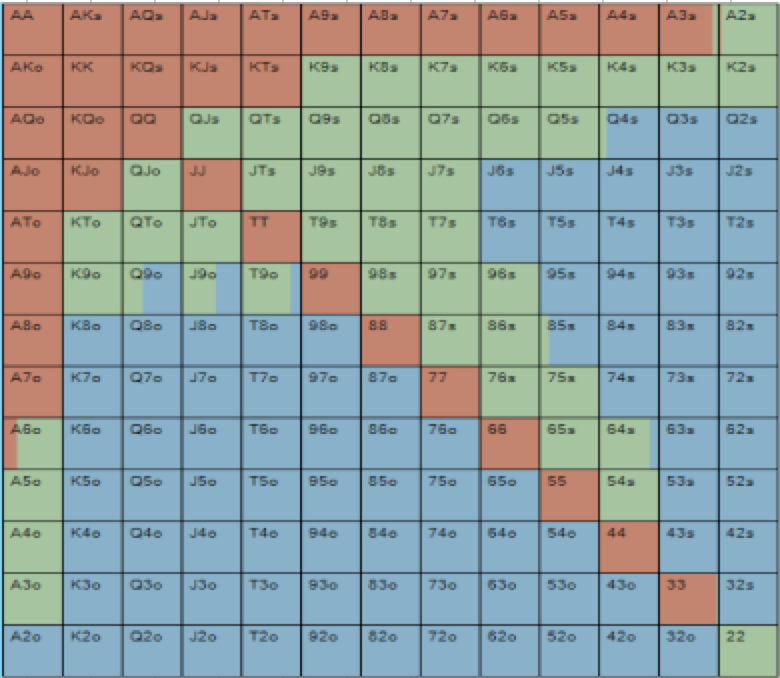 AA AKs AQs AJs ATs A9s A8s A7s A6s A5s A4s A3s A2s
AKo KK KQs KJs KTs K9s K8s K7s K6s K5s K4s K3s K2s
AQo KQo QQ QJs QTs Q9s Q8s Q7s Q6s Q5s Q4s Q3s Q2s
AJo KJo QJo JJ JTs J9s J8s J7s J6s J5s J4s J3s J2s
ATo KTo QTo JTo TT T9s T8s T7s T6s T5s T4s T3s T2s
A9o K9o Q9o J9o T9o 99 98s 97s 96s 95s 94s 93s 92s
A8o K8o Q8o J8o T8o 98o 88 87s 86s 85s 84s 83s 82s
A7o K7o Q7o J7o T7o 97o 87o 77 76s 75s 74s 73s 72s
A6o K6o Q6o J6o T6o 96o 86o 76o 66 65s 64s 63s 62s
A5o K5o Q5o J5o T5o 95o 85o 75o 65o 55 54s 53s 52s
A4o K4o Q4o J4o T4o 94o 84o 74o 64o 54o 44 43s 42s
A3o K3o Q3o J3o T3o 93o 83o 73o 63o 53o 43o 33 32s
A2o K2o Q2o J2o T2o 92o 82o 72o 62o 52o 42o 32o 22